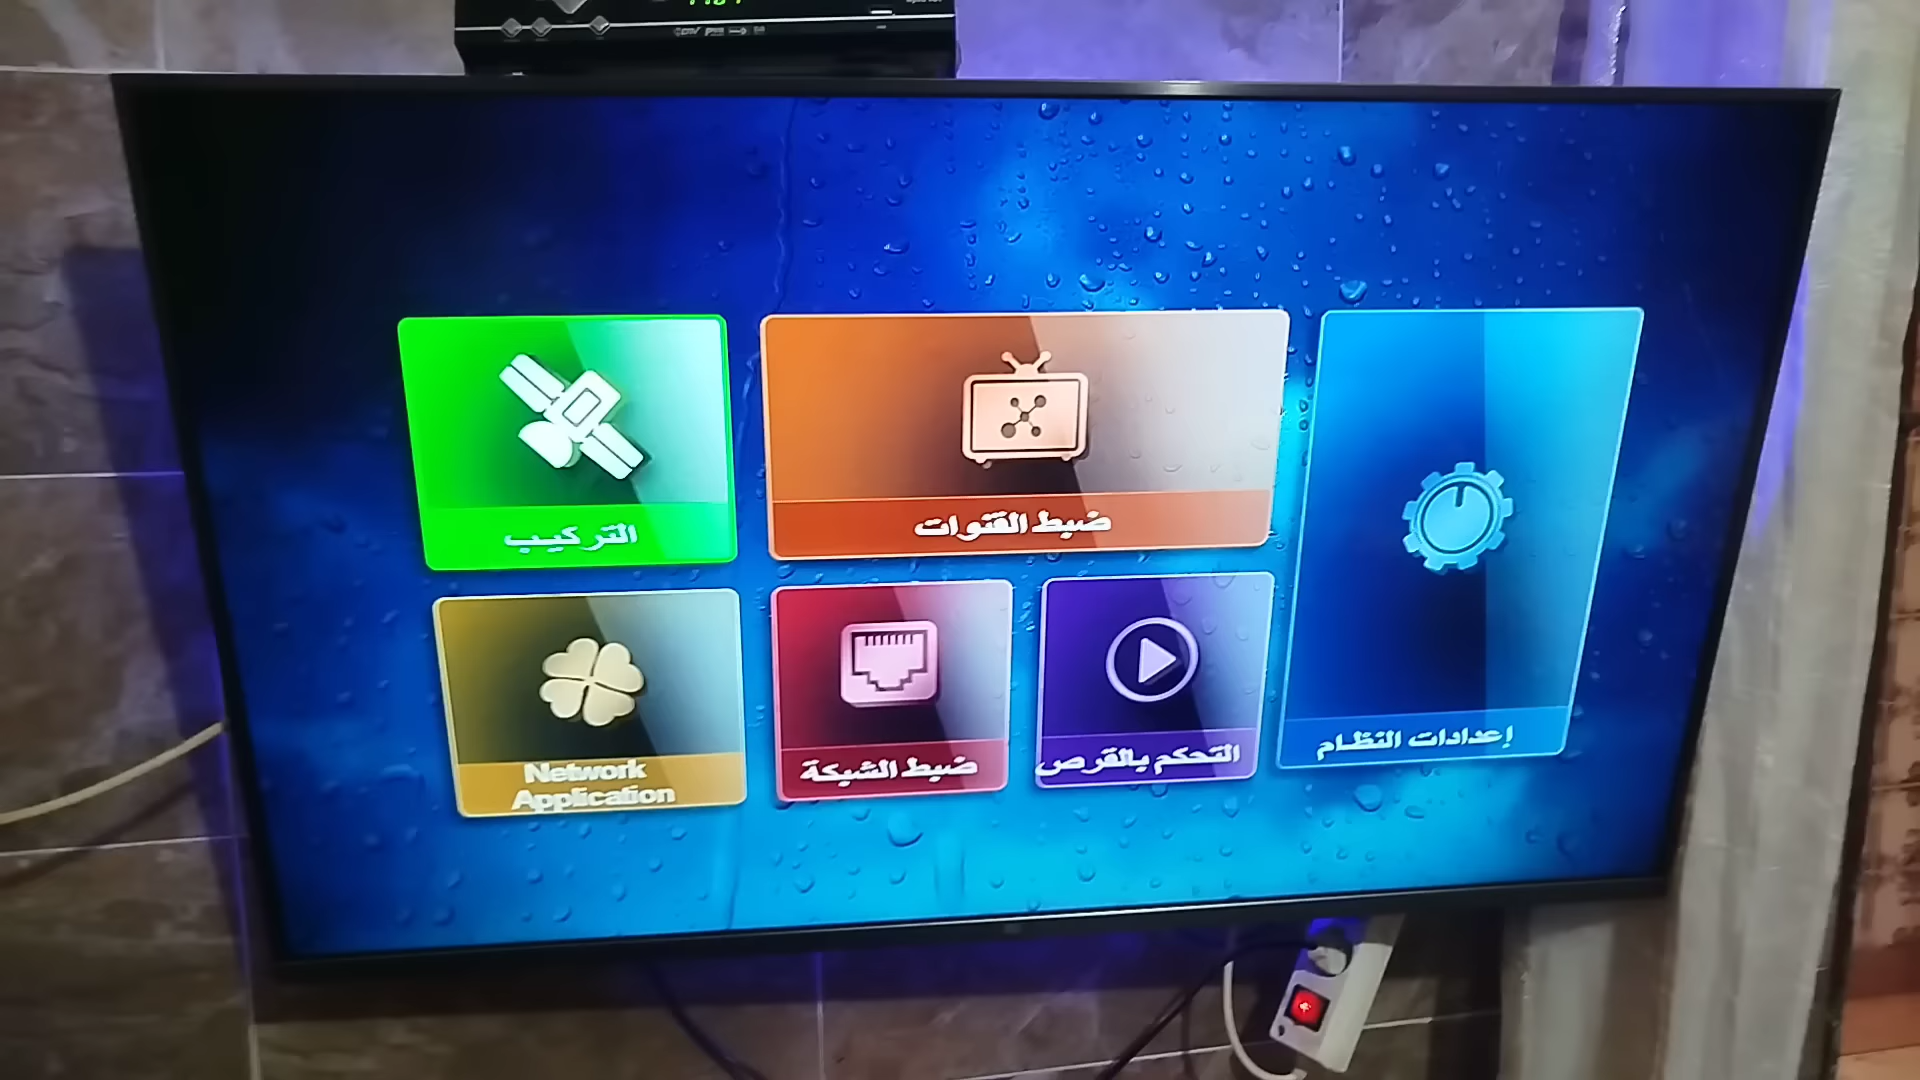 التركيب
ضبط القنوات
إعدادات النظام
Network
Application
ضبط الشبكة
التحكم بالقرص